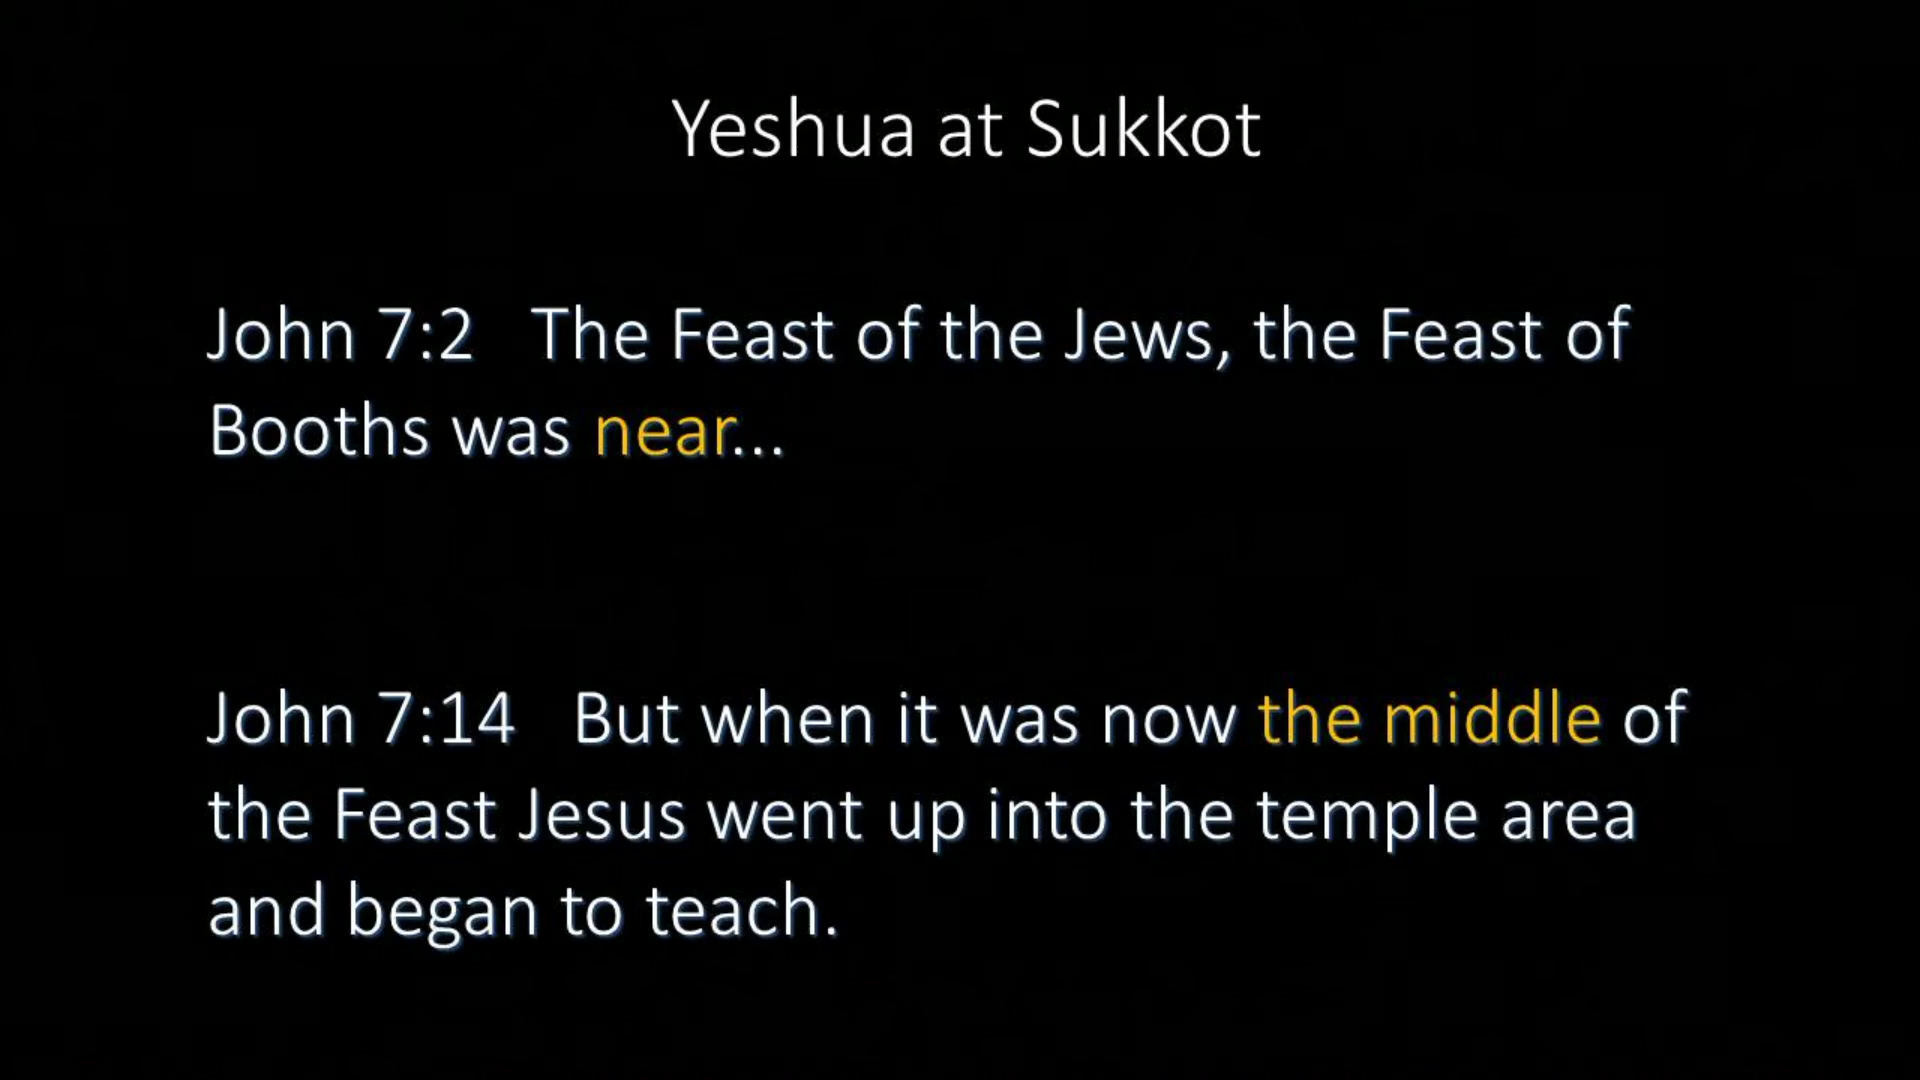 Yeshua at Sukkot
John 7:2 The Feast of the Jews, the Feast of
Booths was near...
John 7:14 But when it was now the middle of
the Feast Jesus went up into the temple area
and began to teach.